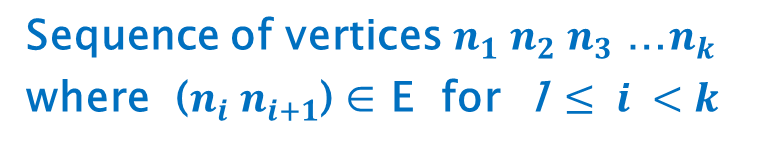 Sequence of vertices n₁ n₂ n₃ …nₖ
where (nᵢ nᵢ₊₁) ∈ E for 1 ≤ i < k